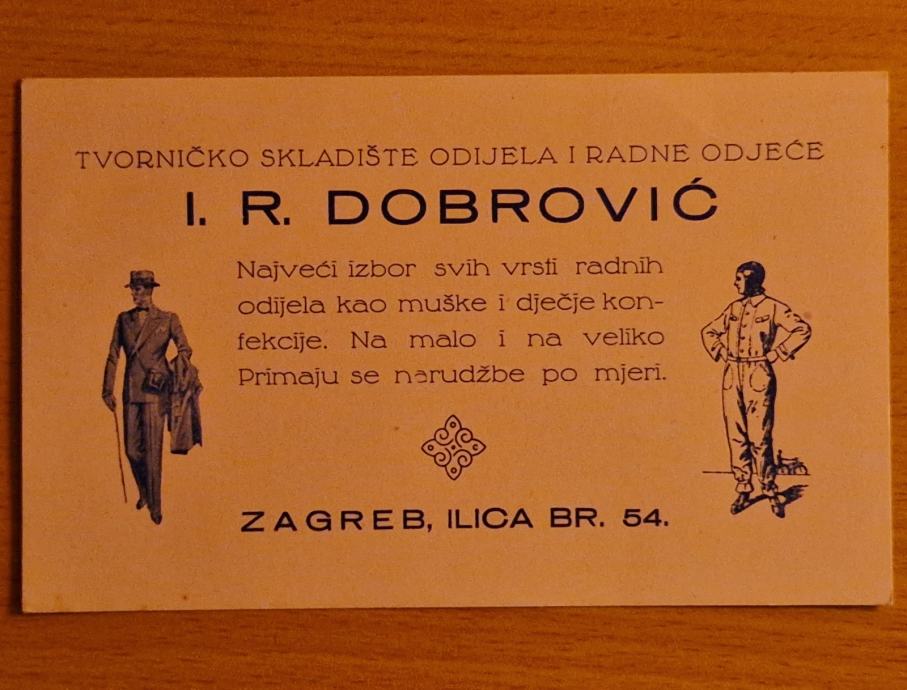 TVORNIČKO SKLADIŠTE ODIJELA I RADNE ODJEĆE
I. R. DOBROVIĆ
Najveći izbor svih vrsti radnih
odijela kao muške i dječje kon-
fekcije. Na malo i na veliko
Primaju se narudžbe po mjeri.
ZAGREB, ILICA BR. 54.